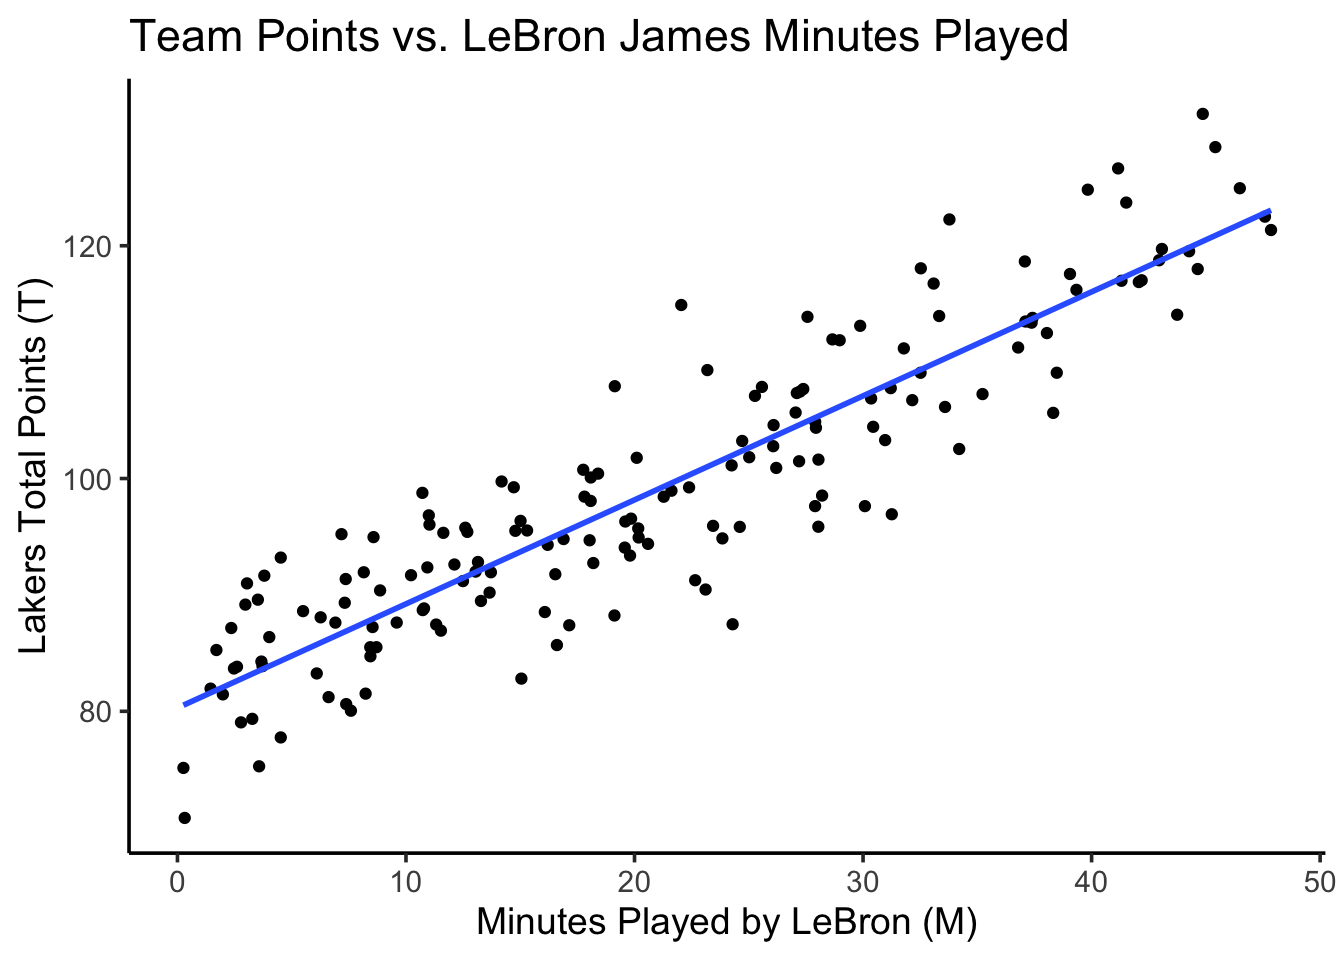 Team Points vs. LeBron James Minutes Played
Lakers Total Points (T)
120
100
80
0 10 20 30 40 50
Minutes Played by LeBron (M)